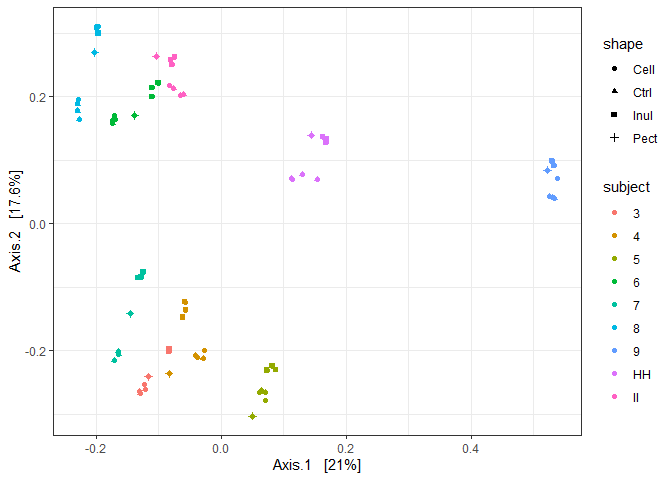 0.2
0.0
-0.2
Axis.2 [17.6%]
-0.2
0.0
0.2
0.4
Axis.1 [21%]
shape
Cell
Ctrl
Inul
Pect
subject
3
4
5
6
7
8
9
HH
II